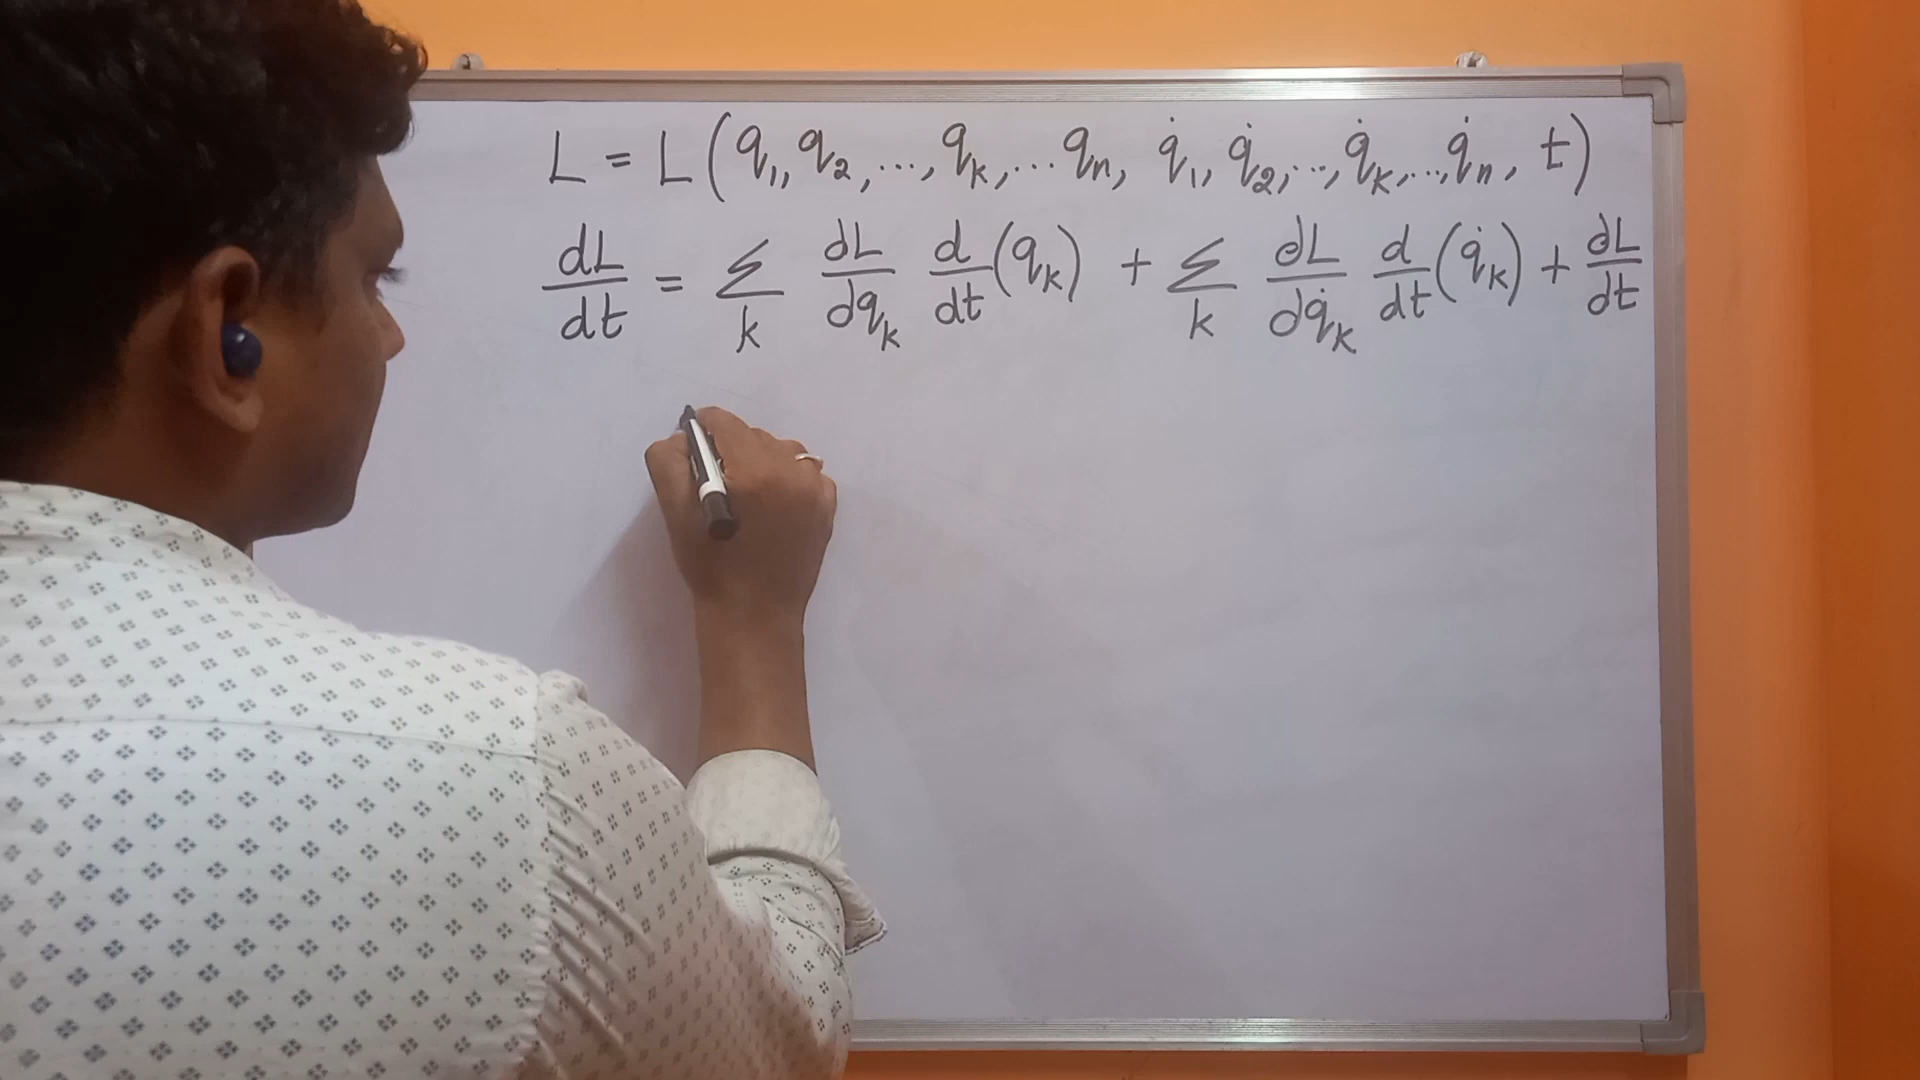 L = L(q₁, q₂, ..., qₖ, ... qₙ, q̇₁, q̇₂, .., q̇ₖ, ..., q̇ₙ, t)
dL/dt = Σₖ ∂L/∂qₖ d/dt(qₖ) + Σₖ ∂L/∂q̇ₖ d/dt(q̇ₖ) + ∂L/∂t